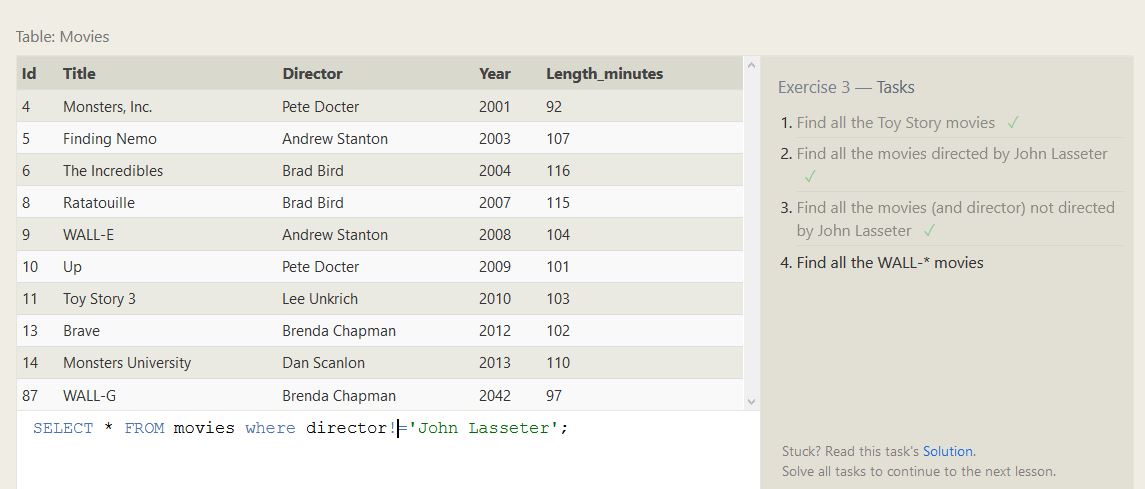 Table: Movies
Id Title Director Year Length_minutes
4 Monsters, Inc. Pete Docter 2001 92
5 Finding Nemo Andrew Stanton 2003 107
6 The Incredibles Brad Bird 2004 116
8 Ratatouille Brad Bird 2007 115
9 WALL-E Andrew Stanton 2008 104
10 Up Pete Docter 2009 101
11 Toy Story 3 Lee Unkrich 2010 103
13 Brave Brenda Chapman 2012 102
14 Monsters University Dan Scanlon 2013 110
87 WALL-G Brenda Chapman 2042 97
SELECT * FROM movies where director!='John Lasseter';
Exercise 3 — Tasks
1. Find all the Toy Story movies ✓
2. Find all the movies directed by John Lasseter
✓
3. Find all the movies (and director) not directed
by John Lasseter ✓
4. Find all the WALL-* movies
Stuck? Read this task's Solution.
Solve all tasks to continue to the next lesson.